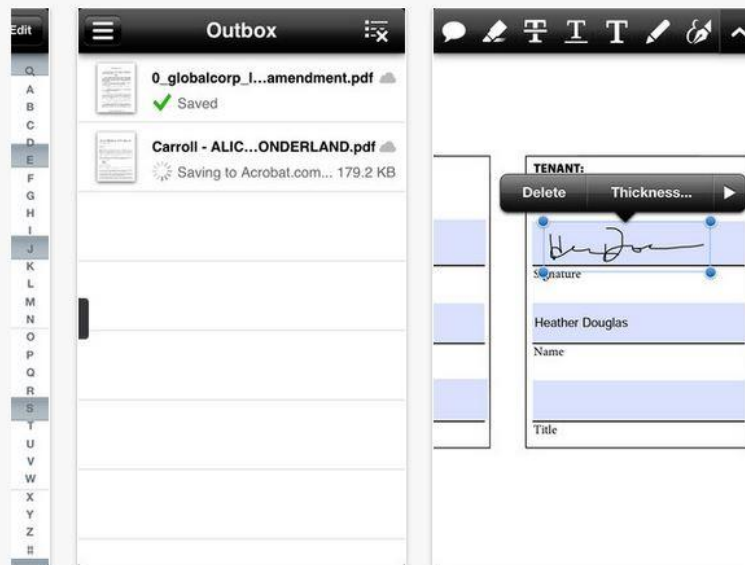 Edit
A
B
C
D
E
F
G
H
I
J
K
L
M
N
O
P
Q
R
S
T
U
V
W
X
Y
Z
#
Outbox
0_globalcorp_l...amendment.pdf
Saved
Carroll - ALIC...ONDERLAND.pdf
Saving to Acrobat.com... 179.2 KB
T T T
TENANT:
Delete Thickness...
Signature
Heather Douglas
Name
Title